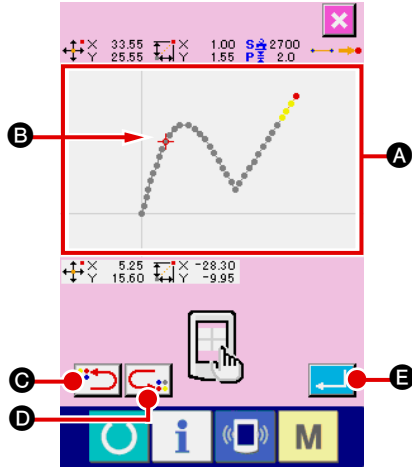 X 33.55 X 1.00 S 2700
Y 25.55 Y 1.55 P 2.0
A
B
X 5.25 X -28.30
Y 15.60 Y -9.95
C
E
D
i
M